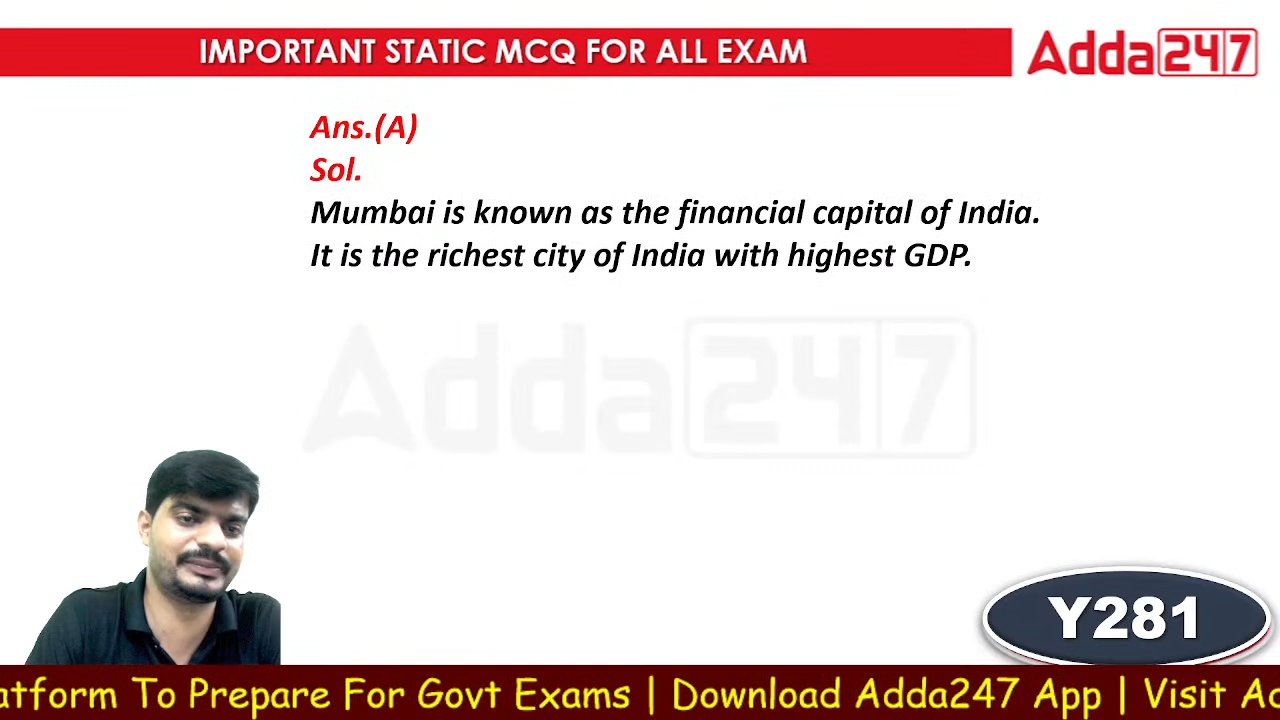 IMPORTANT STATIC MCQ FOR ALL EXAM
Adda247
Ans.(A)
Sol.
Mumbai is known as the financial capital of India.
It is the richest city of India with highest GDP.
Adda247
Y281
atform To Prepare For Govt Exams | Download Adda247 App | Visit Ad